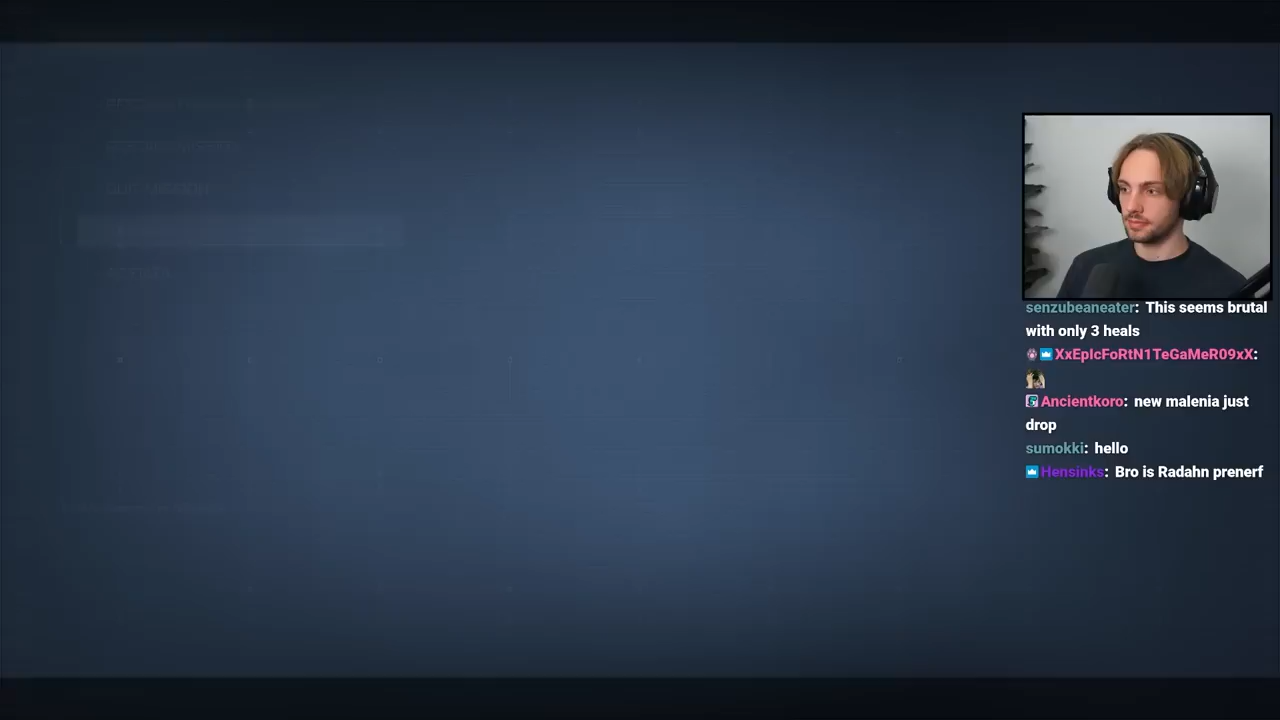 senzubeaneater: This seems brutal
with only 3 heals
XxEpIcFoRtN1TeGaMeR09xX:
Ancientkoro: new malenia just
drop
sumokki: hello
Hensinks: Bro is Radahn prenerf